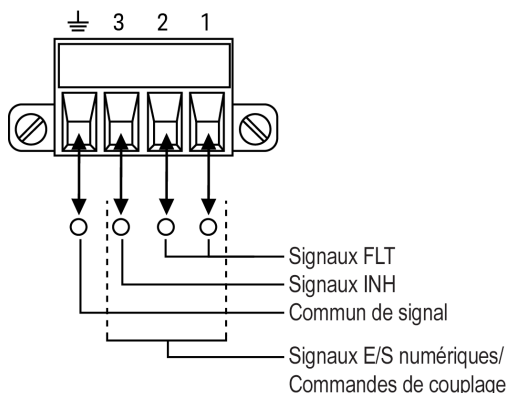 3 2 1
Signaux FLT
Signaux INH
Commun de signal
Signaux E/S numériques/
Commandes de couplage